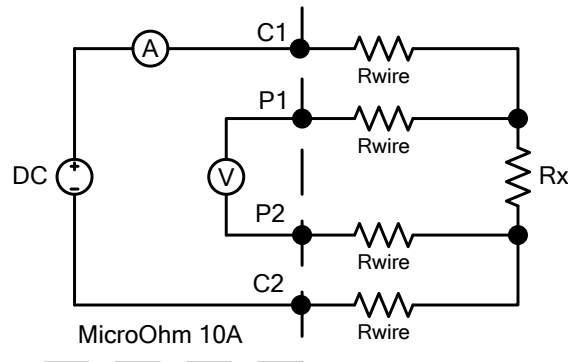 A
C1
Rwire
P1
Rwire
DC
+
-
V
Rx
P2
Rwire
C2
Rwire
MicroOhm 10A